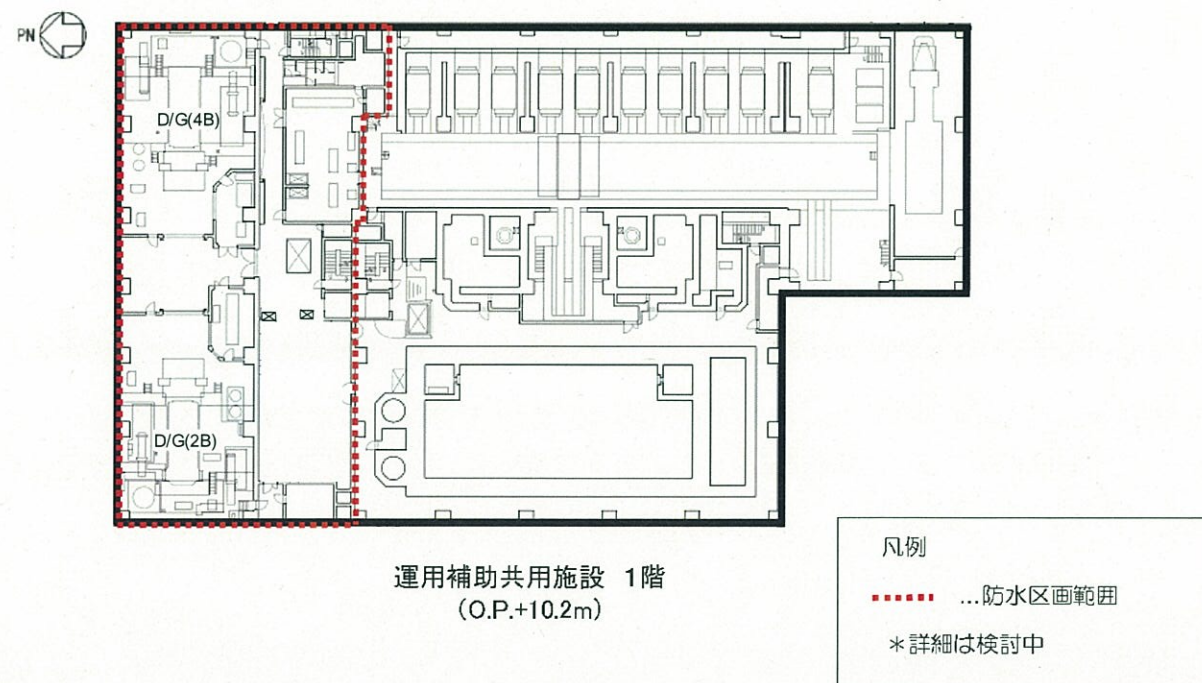 PN
D/G(4B)
D/G(2B)
運用補助共用施設 1階
(O.P.+10.2m)
凡例
…防水区画範囲
＊詳細は検討中